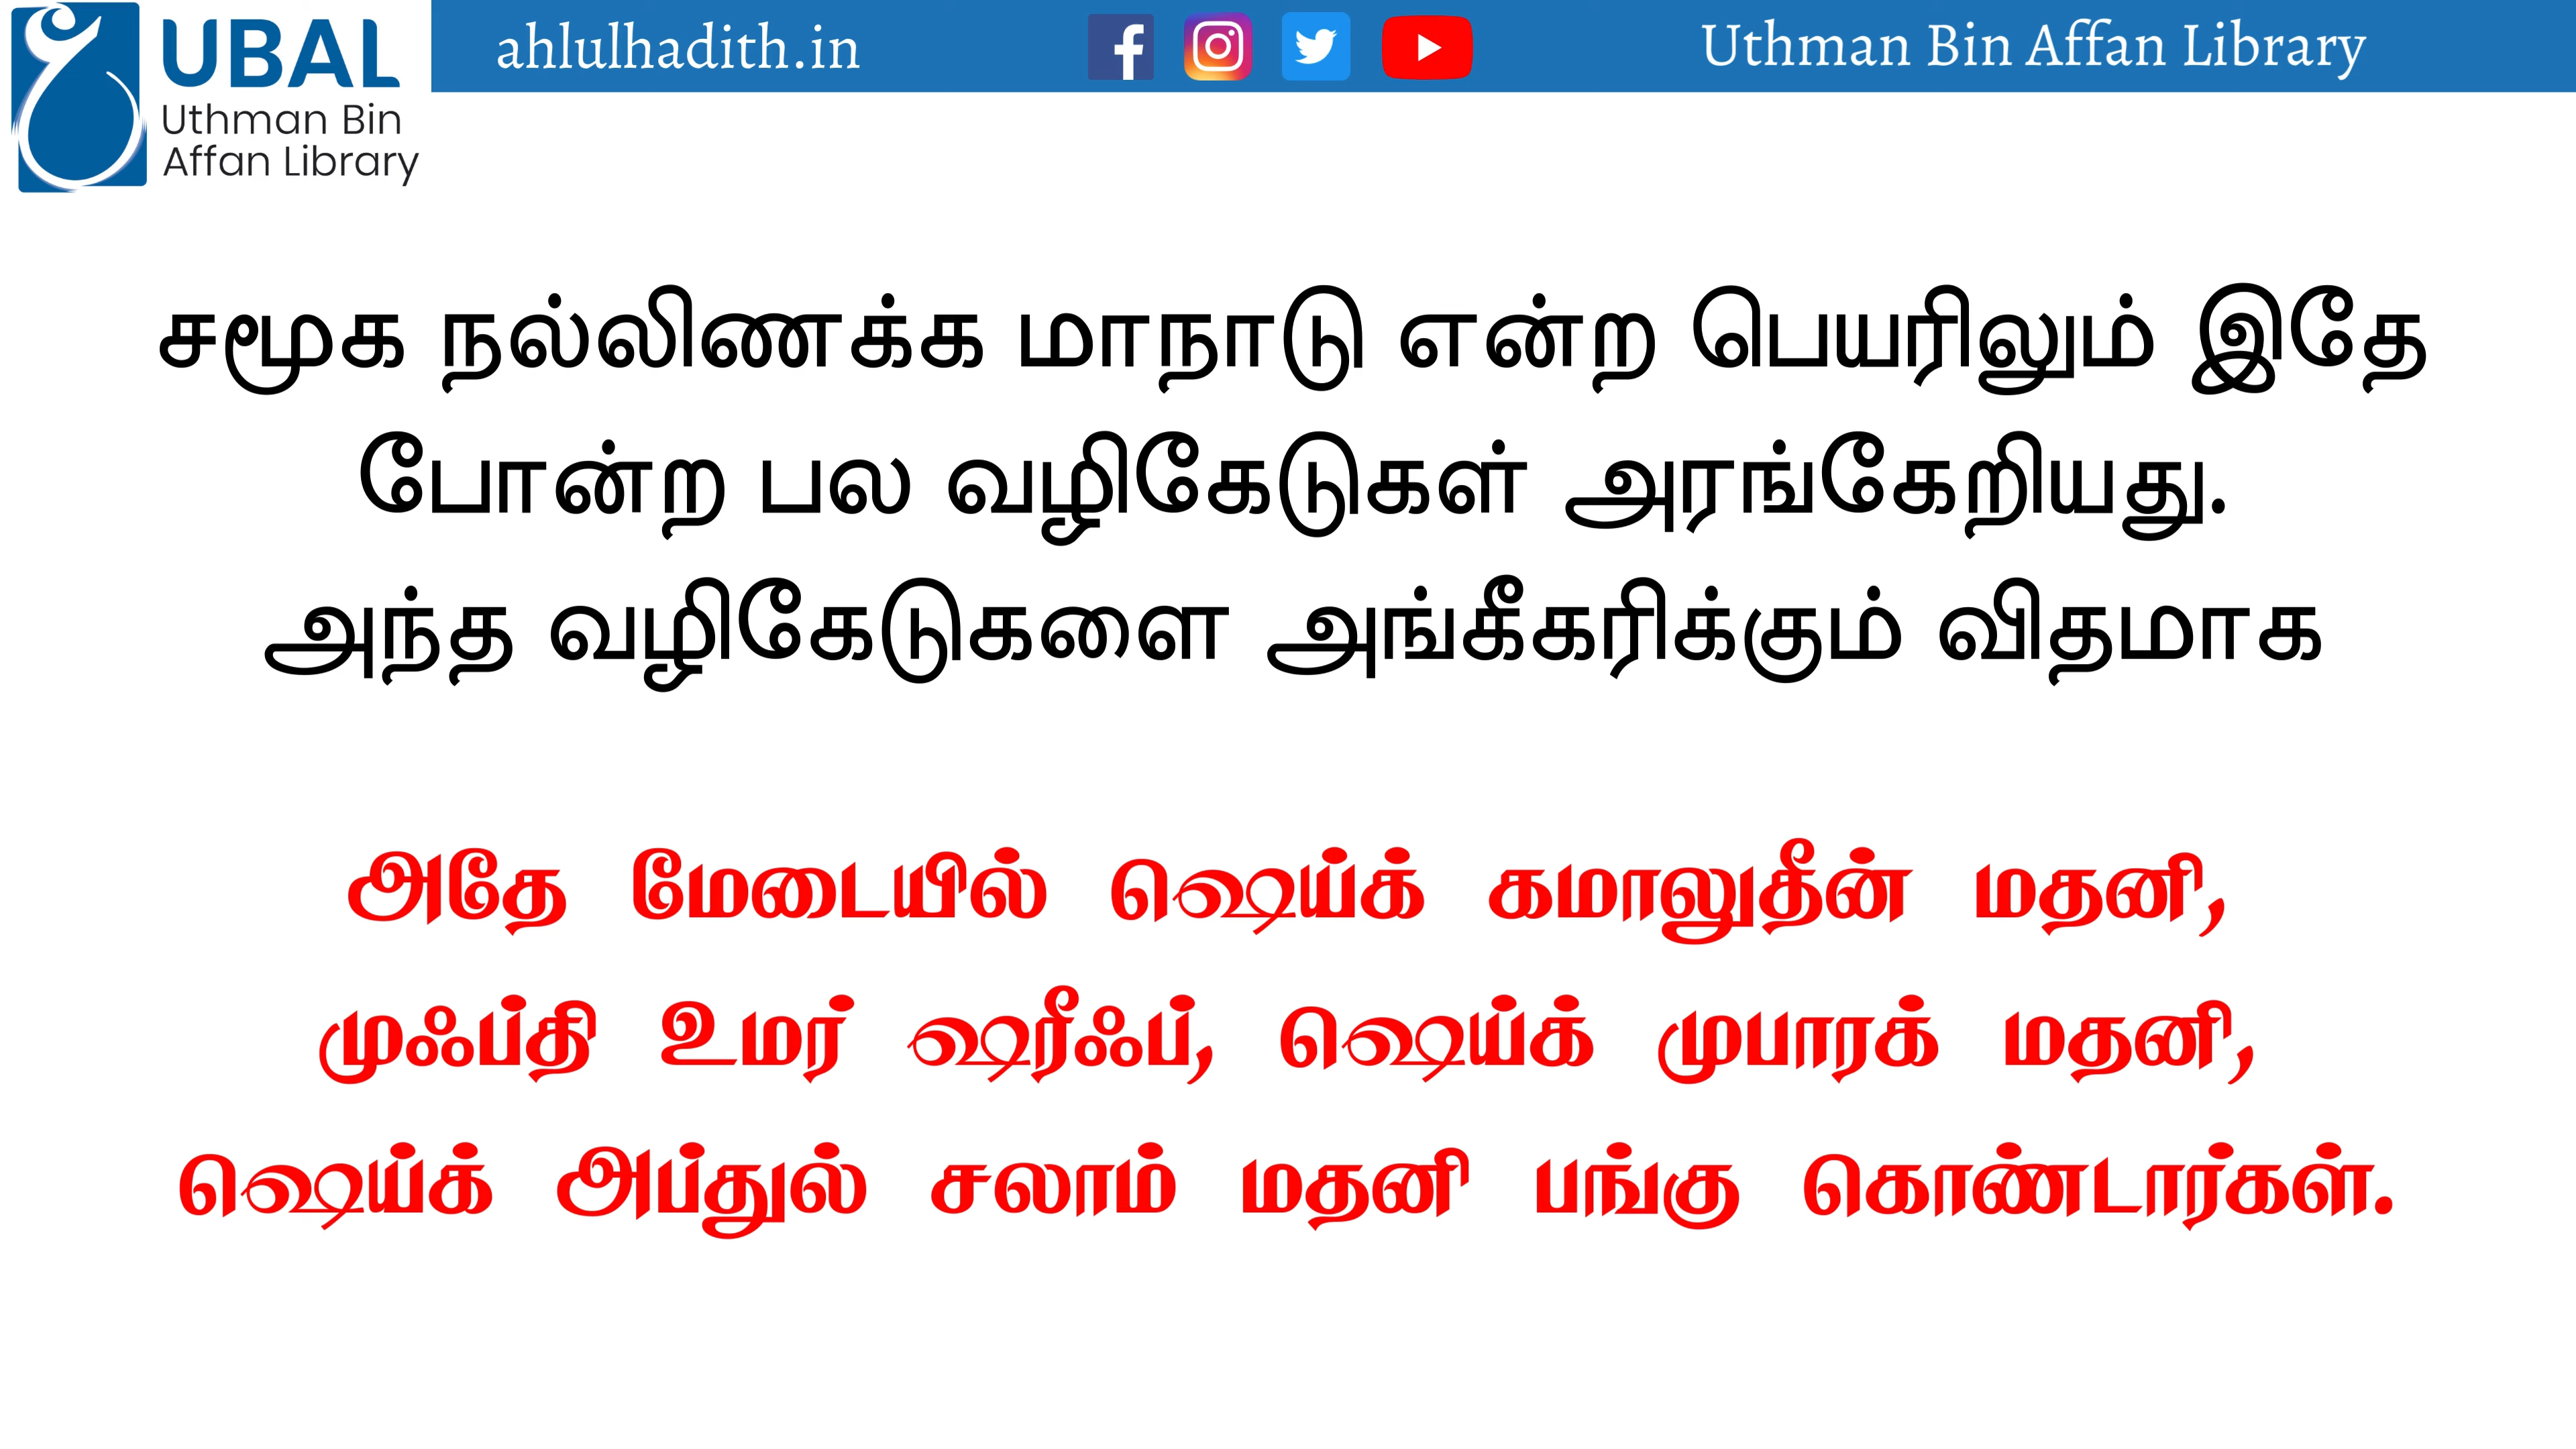 UBAL
Uthman Bin
Affan Library
ahlulhadith.in
Uthman Bin Affan Library
சமூக நல்லிணக்க மாநாடு என்ற பெயரிலும் இதே
போன்ற பல வழிகேடுகள் அரங்கேறியது.
அந்த வழிகேடுகளை அங்கீகரிக்கும் விதமாக
அதே மேடையில் ஷெய்க் கமாலுதீன் மதனி,
முஃப்தி உமர் ஷரீஃப், ஷெய்க் முபாரக் மதனி,
ஷெய்க் அப்துல் சலாம் மதனி பங்கு கொண்டார்கள்.